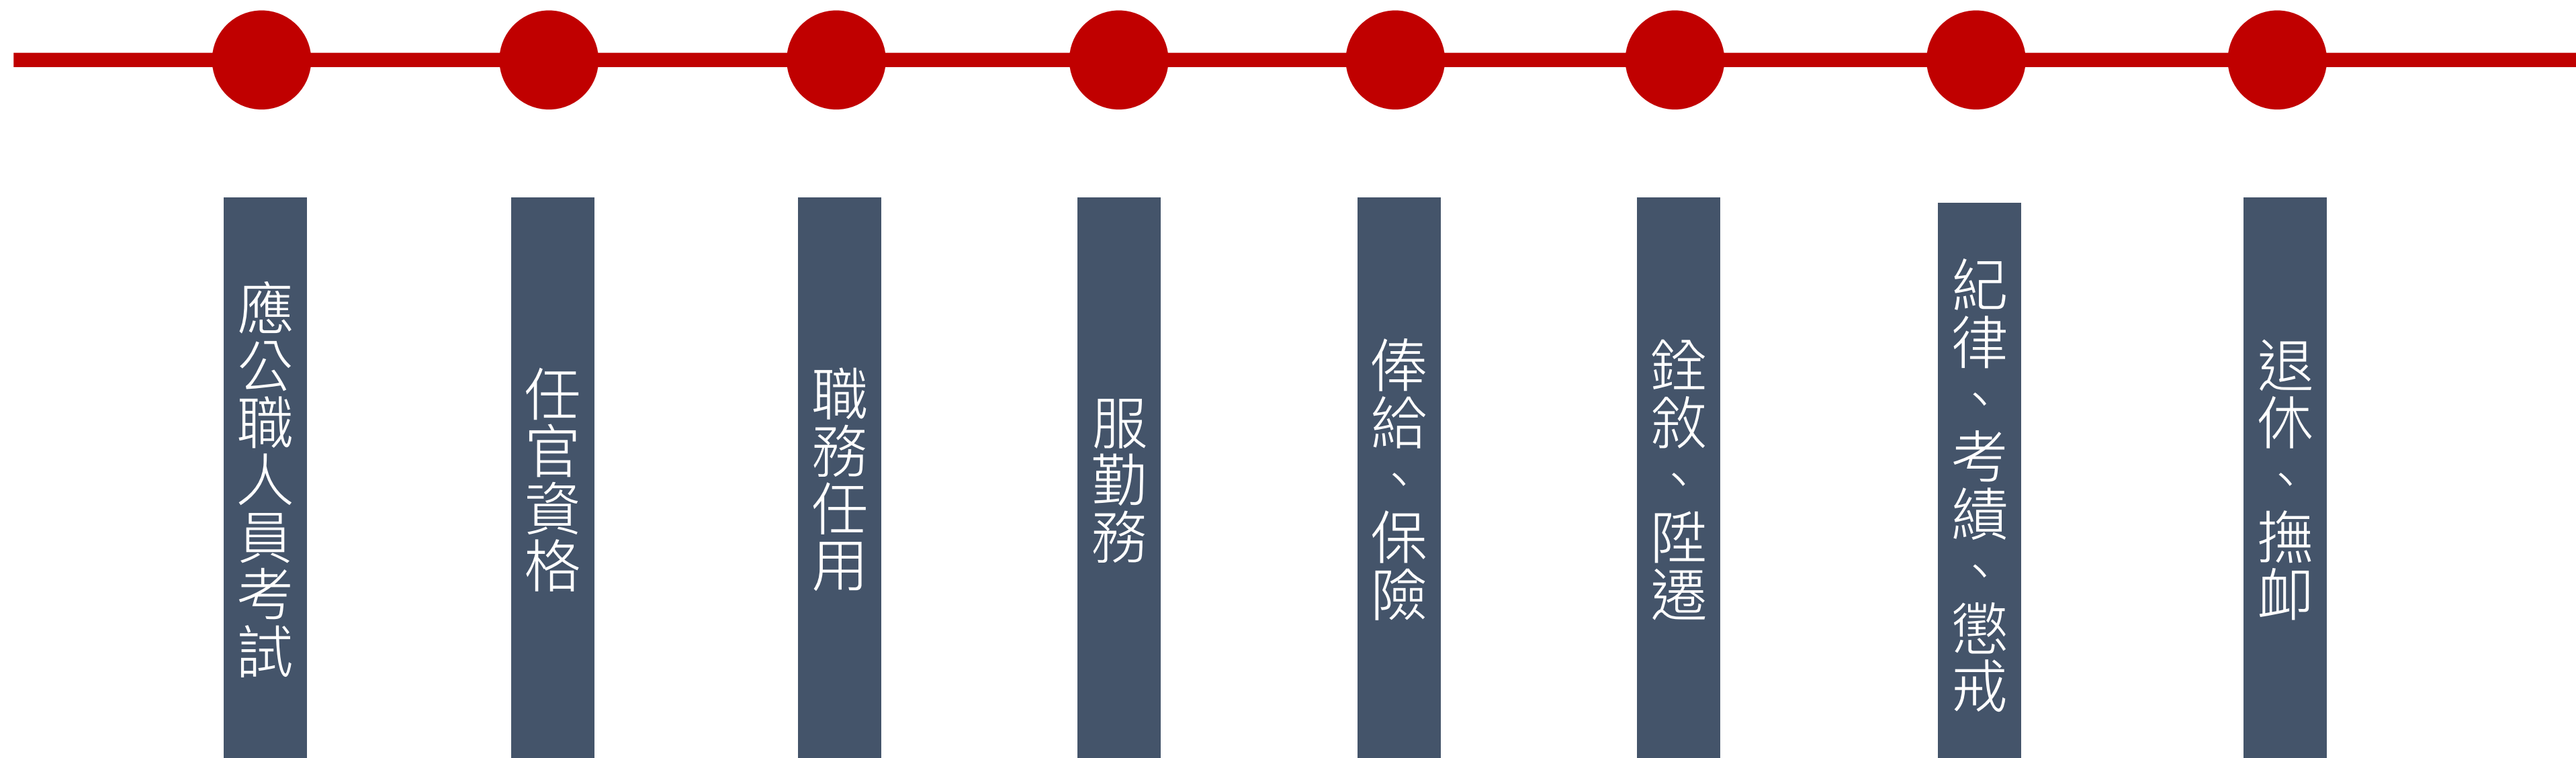 應公職人員考試
任官資格
職務任用
服勤務
俸給、保險
銓敘、陞遷
紀律、考績、懲戒
退休、撫卹